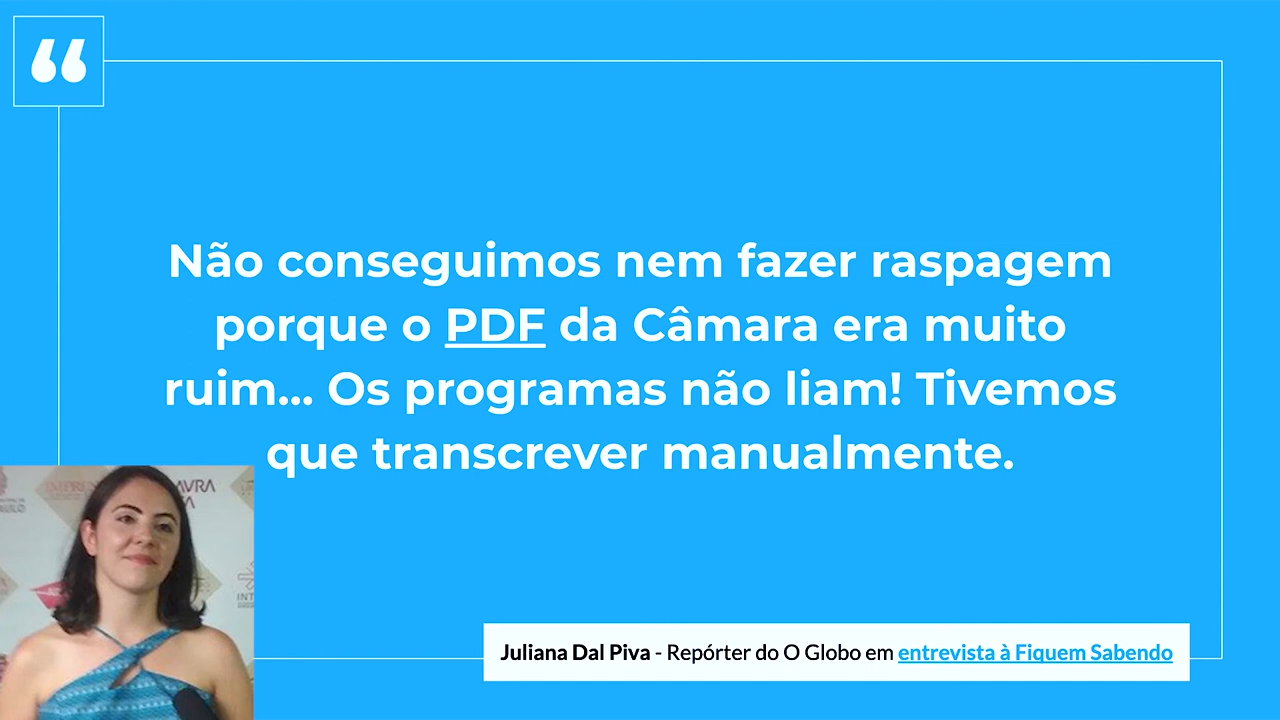 “
Não conseguimos nem fazer raspagem
porque o PDF da Câmara era muito
ruim... Os programas não liam! Tivemos
que transcrever manualmente.
Juliana Dal Piva - Repórter do O Globo em entrevista à Fiquem Sabendo